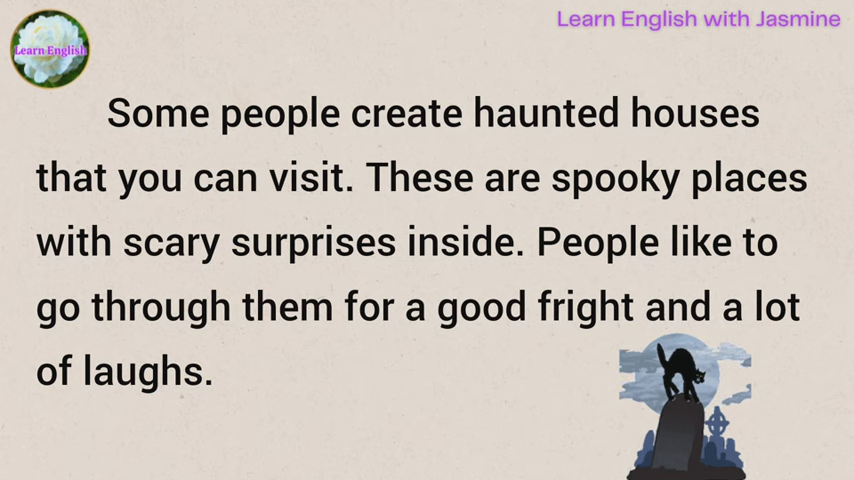 Learn English with Jasmine
Learn English
Some people create haunted houses
that you can visit. These are spooky places
with scary surprises inside. People like to
go through them for a good fright and a lot
of laughs.